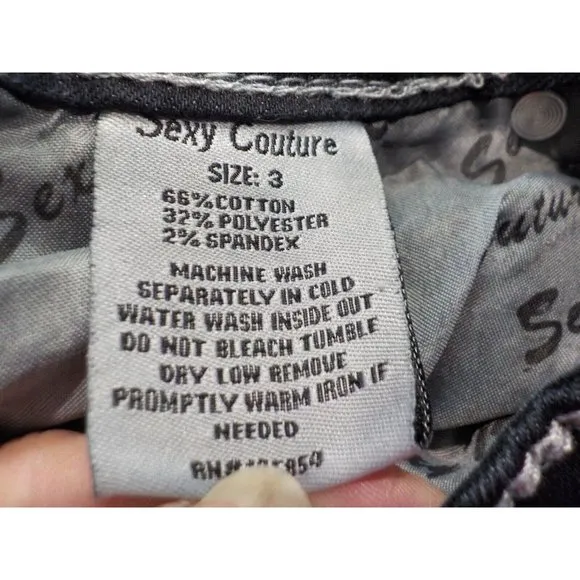 Sexy Couture
SIZE: 3
66% COTTON
32% POLYESTER
2% SPANDEX
MACHINE WASH
SEPARATELY IN COLD
WATER WASH INSIDE OUT
DO NOT BLEACH TUMBLE
DRY LOW REMOVE
PROMPTLY WARM IRON IF
NEEDED